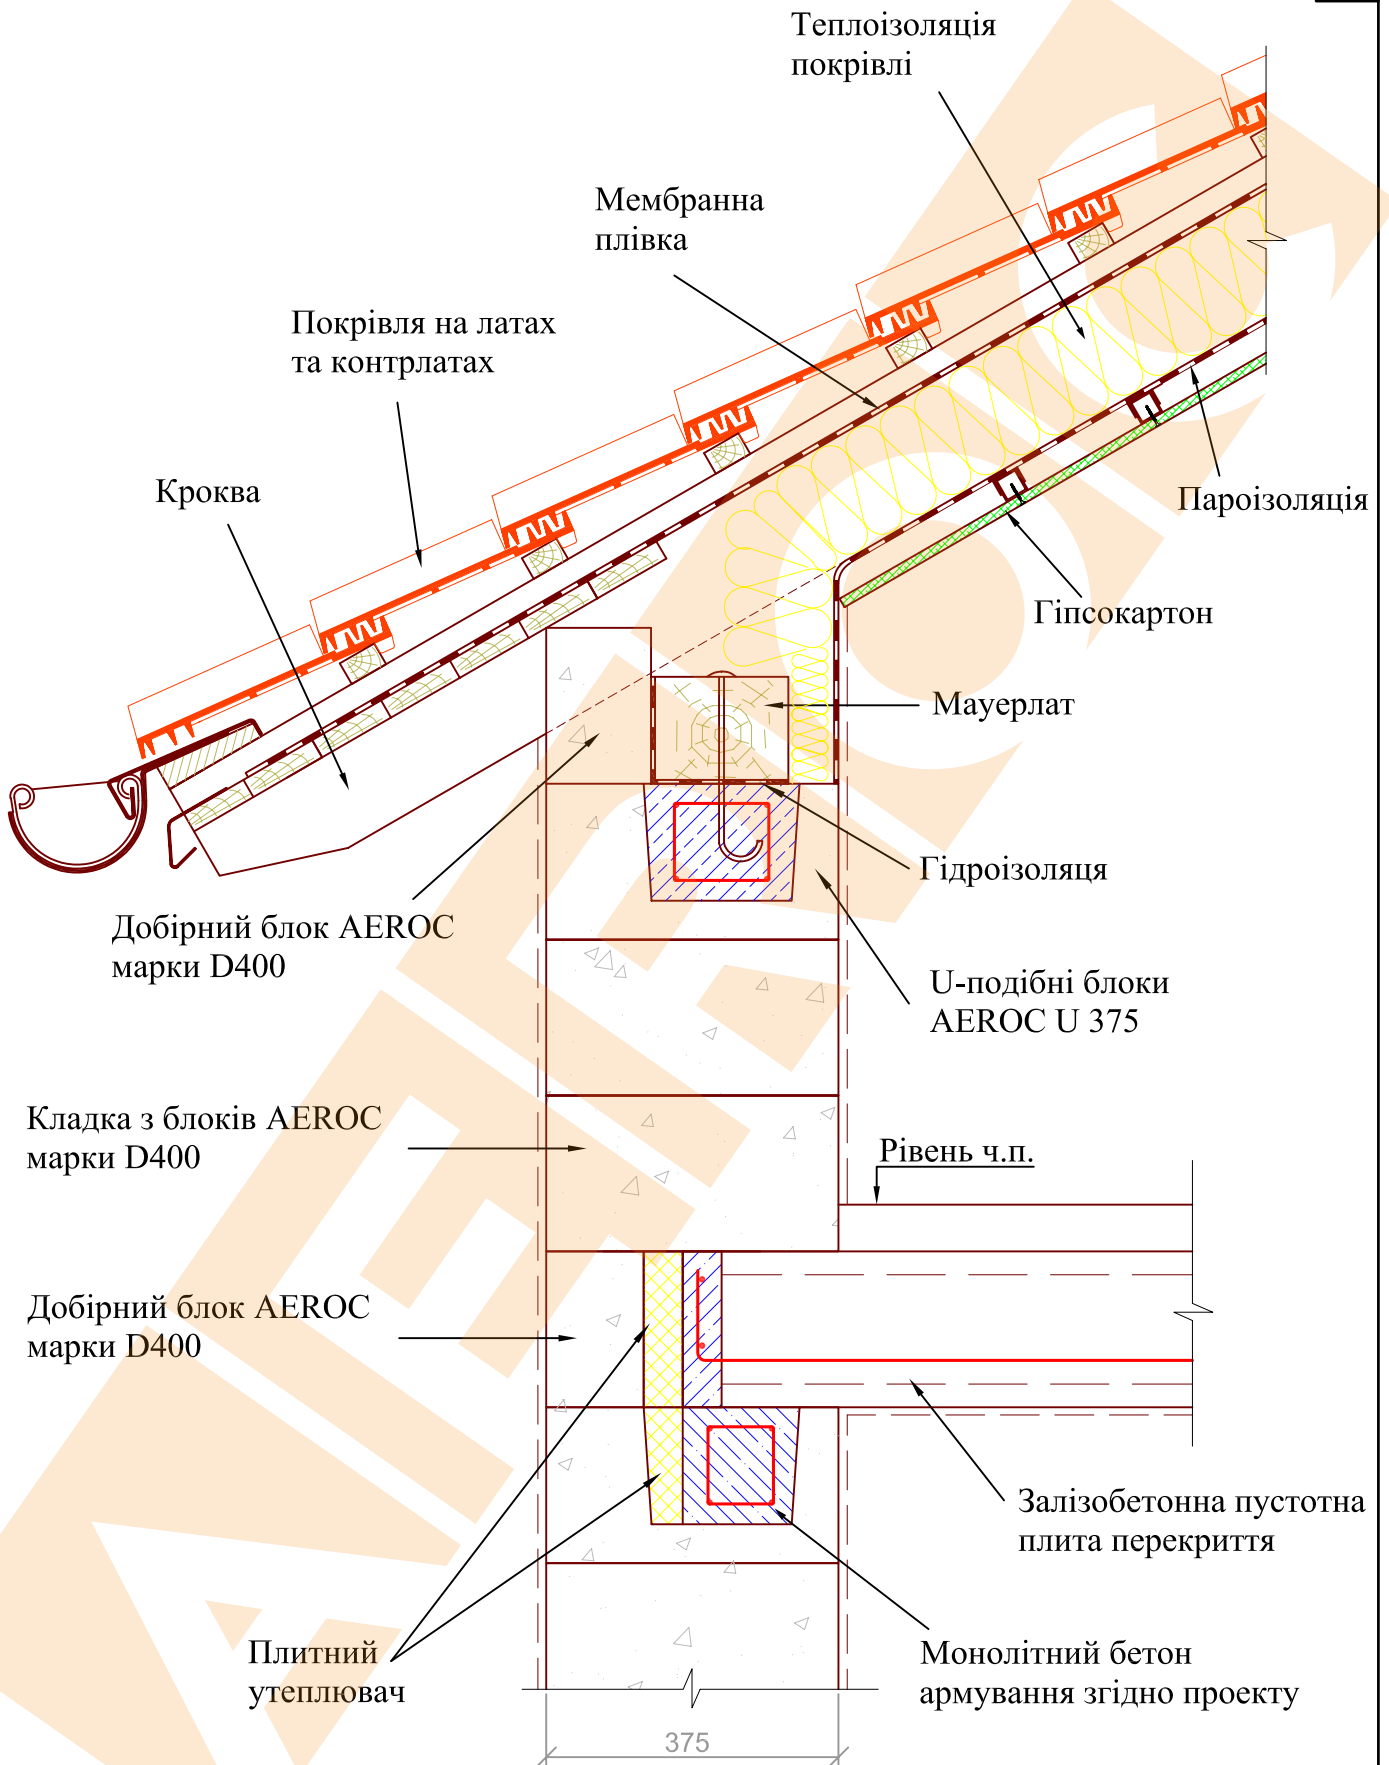 Теплоізоляція
покрівлі
Мембранна
плівка
Покрівля на латах
та контрлатах
Кроква
Пароізоляція
Гіпсокартон
Мауерлат
Гідроізоляця
Добірний блок AEROC
марки D400
U-подібні блоки
AEROC U 375
Кладка з блоків AEROC
марки D400
Рівень ч.п.
Добірний блок AEROC
марки D400
Залізобетонна пустотна
плита перекриття
Плитний
утеплювач
Монолітний бетон
армування згідно проекту
375
AEROC